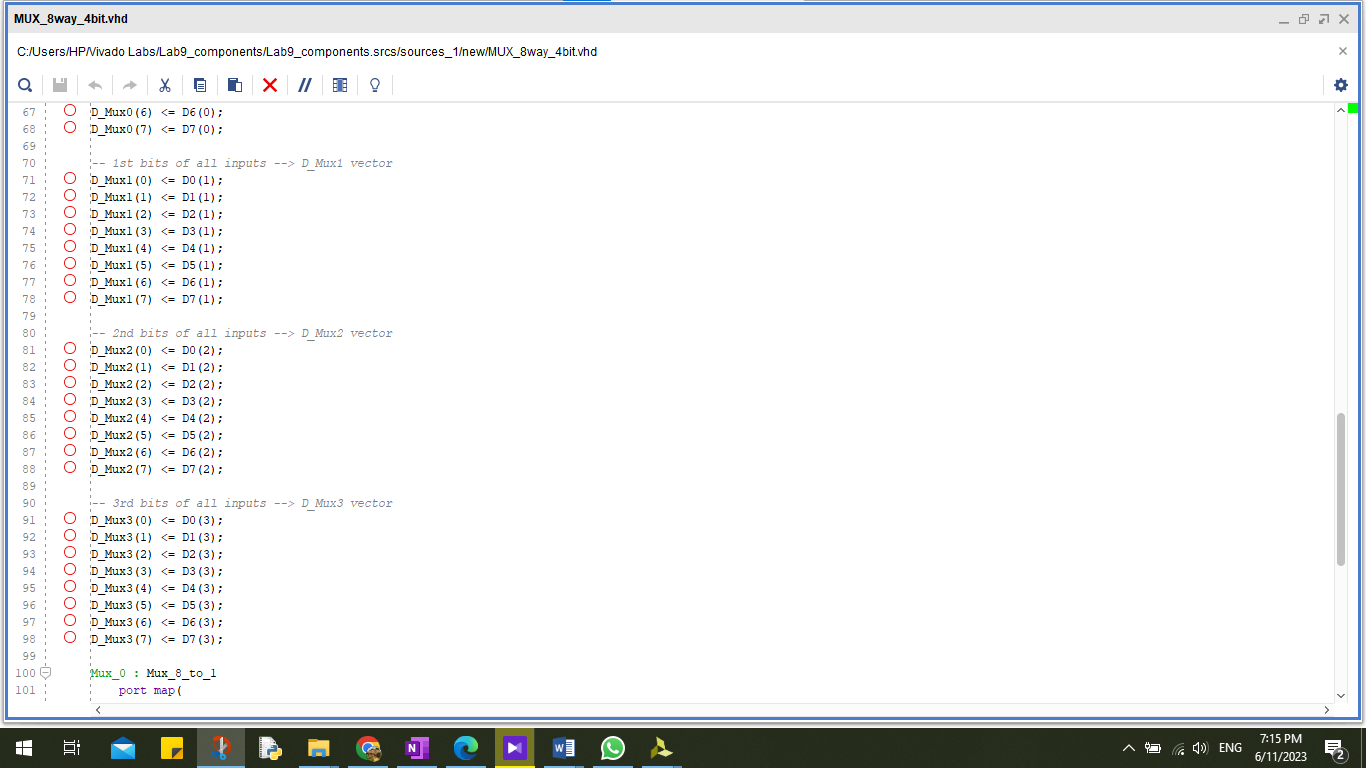 MUX_8way_4bit.vhd
C:/Users/HP/Vivado Labs/Lab9_components/Lab9_components.srcs/sources_1/new/MUX_8way_4bit.vhd
67 D_Mux0(6) <= D6(0);
68 D_Mux0(7) <= D7(0);
69
70 -- 1st bits of all inputs --> D_Mux1 vector
71 D_Mux1(0) <= D0(1);
72 D_Mux1(1) <= D1(1);
73 D_Mux1(2) <= D2(1);
74 D_Mux1(3) <= D3(1);
75 D_Mux1(4) <= D4(1);
76 D_Mux1(5) <= D5(1);
77 D_Mux1(6) <= D6(1);
78 D_Mux1(7) <= D7(1);
79
80 -- 2nd bits of all inputs --> D_Mux2 vector
81 D_Mux2(0) <= D0(2);
82 D_Mux2(1) <= D1(2);
83 D_Mux2(2) <= D2(2);
84 D_Mux2(3) <= D3(2);
85 D_Mux2(4) <= D4(2);
86 D_Mux2(5) <= D5(2);
87 D_Mux2(6) <= D6(2);
88 D_Mux2(7) <= D7(2);
89
90 -- 3rd bits of all inputs --> D_Mux3 vector
91 D_Mux3(0) <= D0(3);
92 D_Mux3(1) <= D1(3);
93 D_Mux3(2) <= D2(3);
94 D_Mux3(3) <= D3(3);
95 D_Mux3(4) <= D4(3);
96 D_Mux3(5) <= D5(3);
97 D_Mux3(6) <= D6(3);
98 D_Mux3(7) <= D7(3);
99
100 Mux_0 : Mux_8_to_1
101 port map(
ENG
7:15 PM
6/11/2023
2